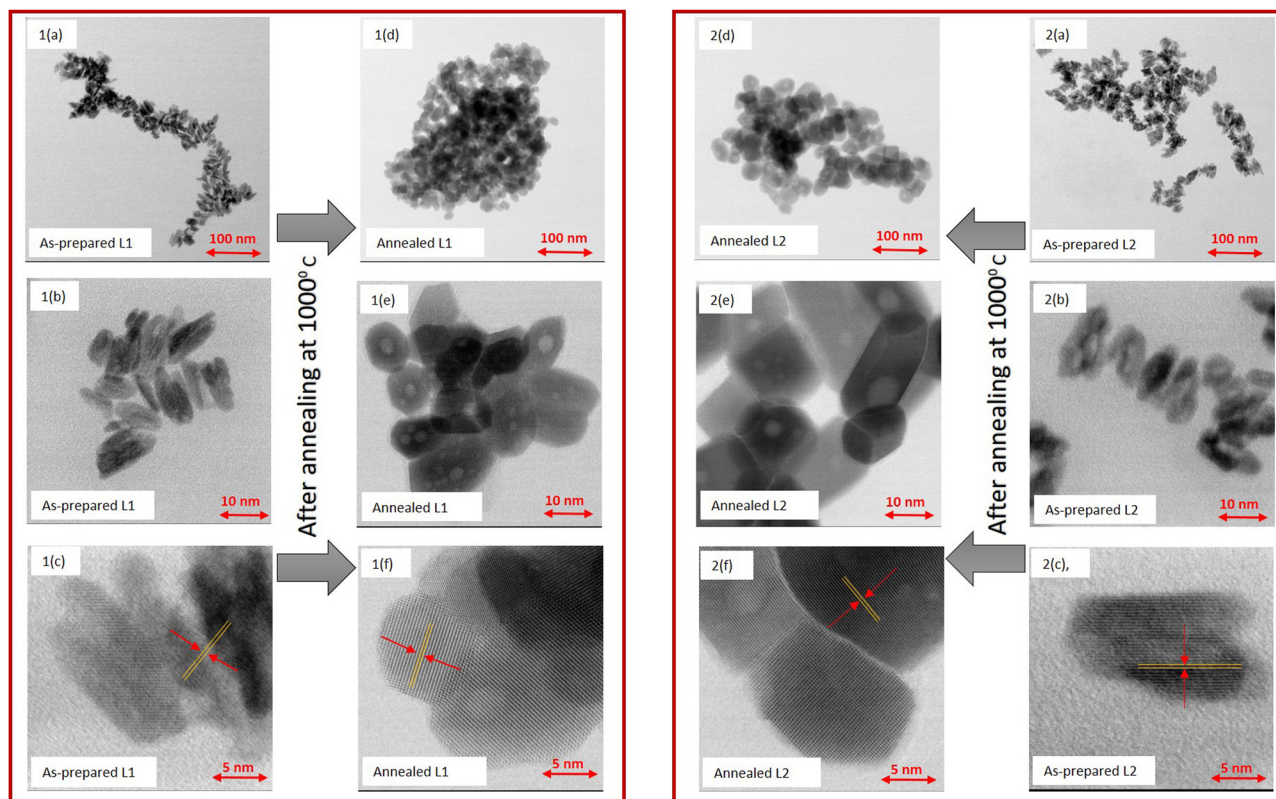 1(a)
As-prepared L1
100 nm
1(d)
Annealed L1
100 nm
1(b)
As-prepared L1
10 nm
1(e)
Annealed L1
10 nm
1(c)
As-prepared L1
5 nm
1(f)
Annealed L1
5 nm
After annealing at 1000⁰ C
2(d)
Annealed L2
100 nm
2(a)
As-prepared L2
100 nm
2(e)
Annealed L2
10 nm
2(b)
As-prepared L2
10 nm
2(f)
Annealed L2
5 nm
2(c),
As-prepared L2
5 nm
After annealing at 1000⁰ C